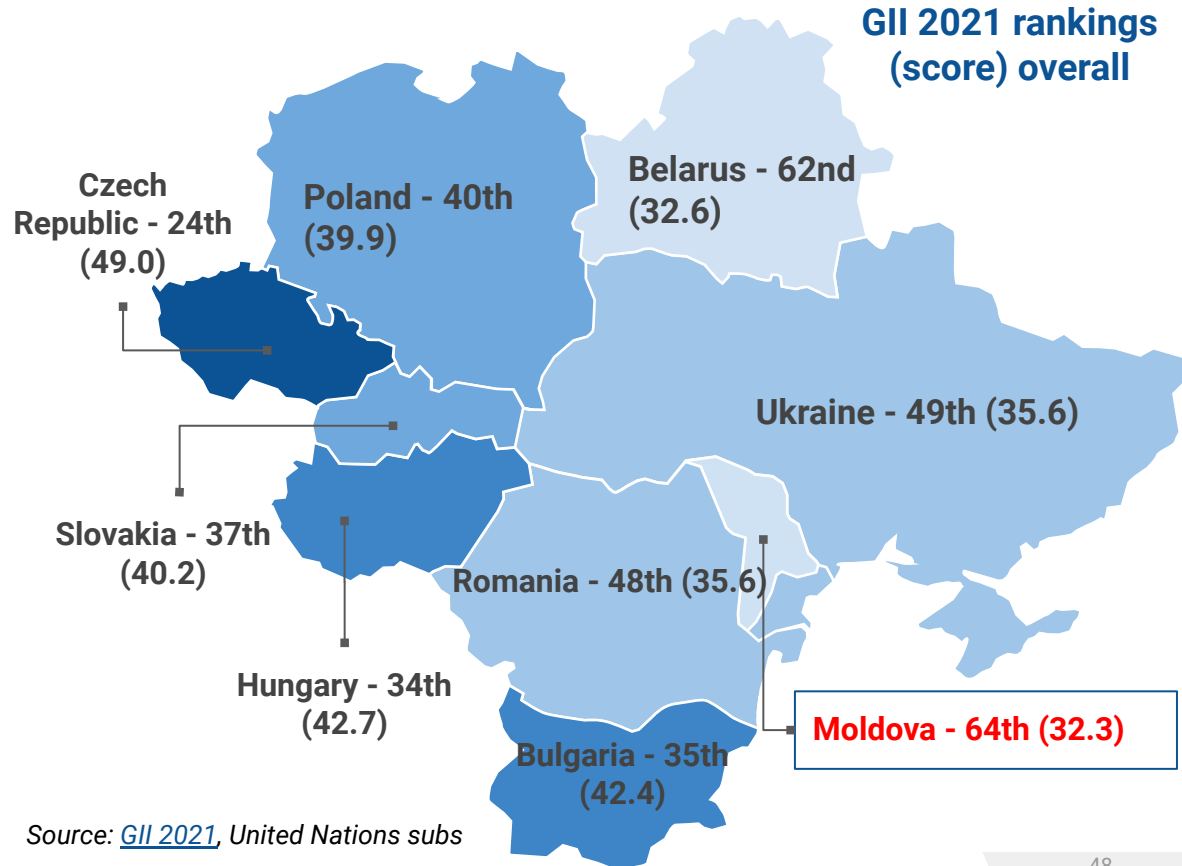 GII 2021 rankings
(score) overall
Belarus - 62nd
(32.6)
Czech
Republic - 24th
(49.0)
Poland - 40th
(39.9)
Ukraine - 49th (35.6)
Slovakia - 37th
(40.2)
Romania - 48th (35.6)
Hungary - 34th
(42.7)
Moldova - 64th (32.3)
Bulgaria - 35th
(42.4)
Source: GII 2021, United Nations subs
48